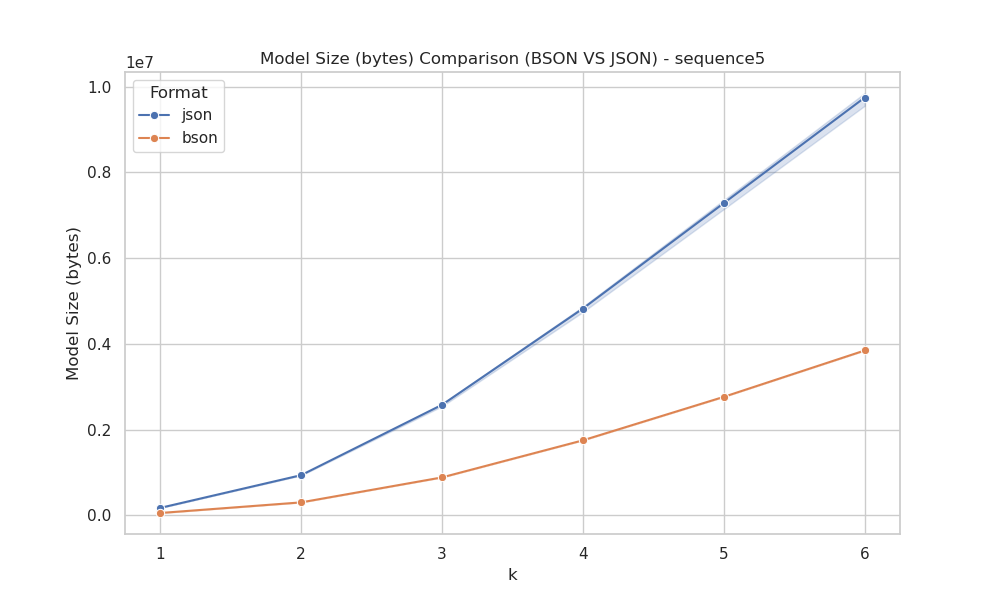 Model Size (bytes) Comparison (BSON VS JSON) - sequence5
1e7
Format
json
bson
Model Size (bytes)
1.0
0.8
0.6
0.4
0.2
0.0
1 2 3 4 5 6
k